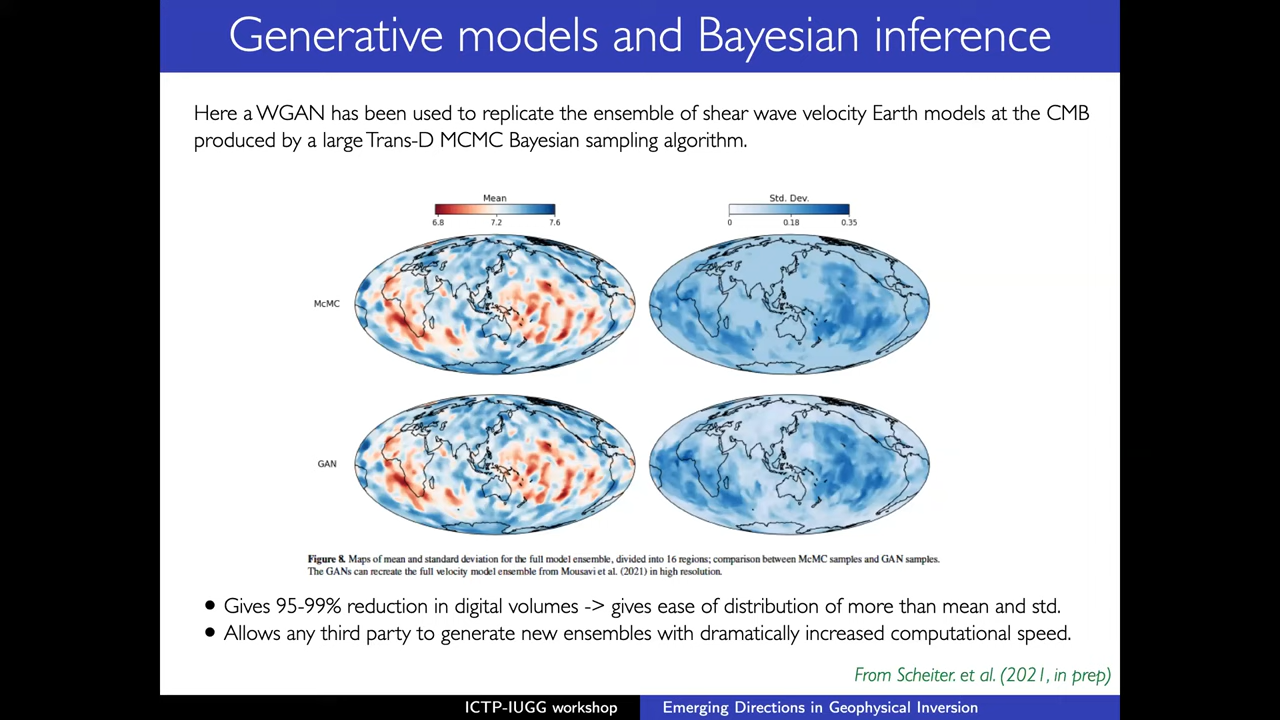 Generative models and Bayesian inference
Here a WGAN has been used to replicate the ensemble of shear wave velocity Earth models at the CMB
produced by a large Trans-D MCMC Bayesian sampling algorithm.
Mean
6.8 7.2 7.6
Std. Dev.
0 0.18 0.35
McMC
GAN
Figure 8. Maps of mean and standard deviation for the full model ensemble, divided into 16 regions; comparison between McMC samples and GAN samples.
The GANs can recreate the full velocity model ensemble from Mousavi et al. (2021) in high resolution.
• Gives 95-99% reduction in digital volumes -> gives ease of distribution of more than mean and std.
• Allows any third party to generate new ensembles with dramatically increased computational speed.
From Scheiter. et al. (2021, in prep)
ICTP-IUGG workshop
Emerging Directions in Geophysical Inversion